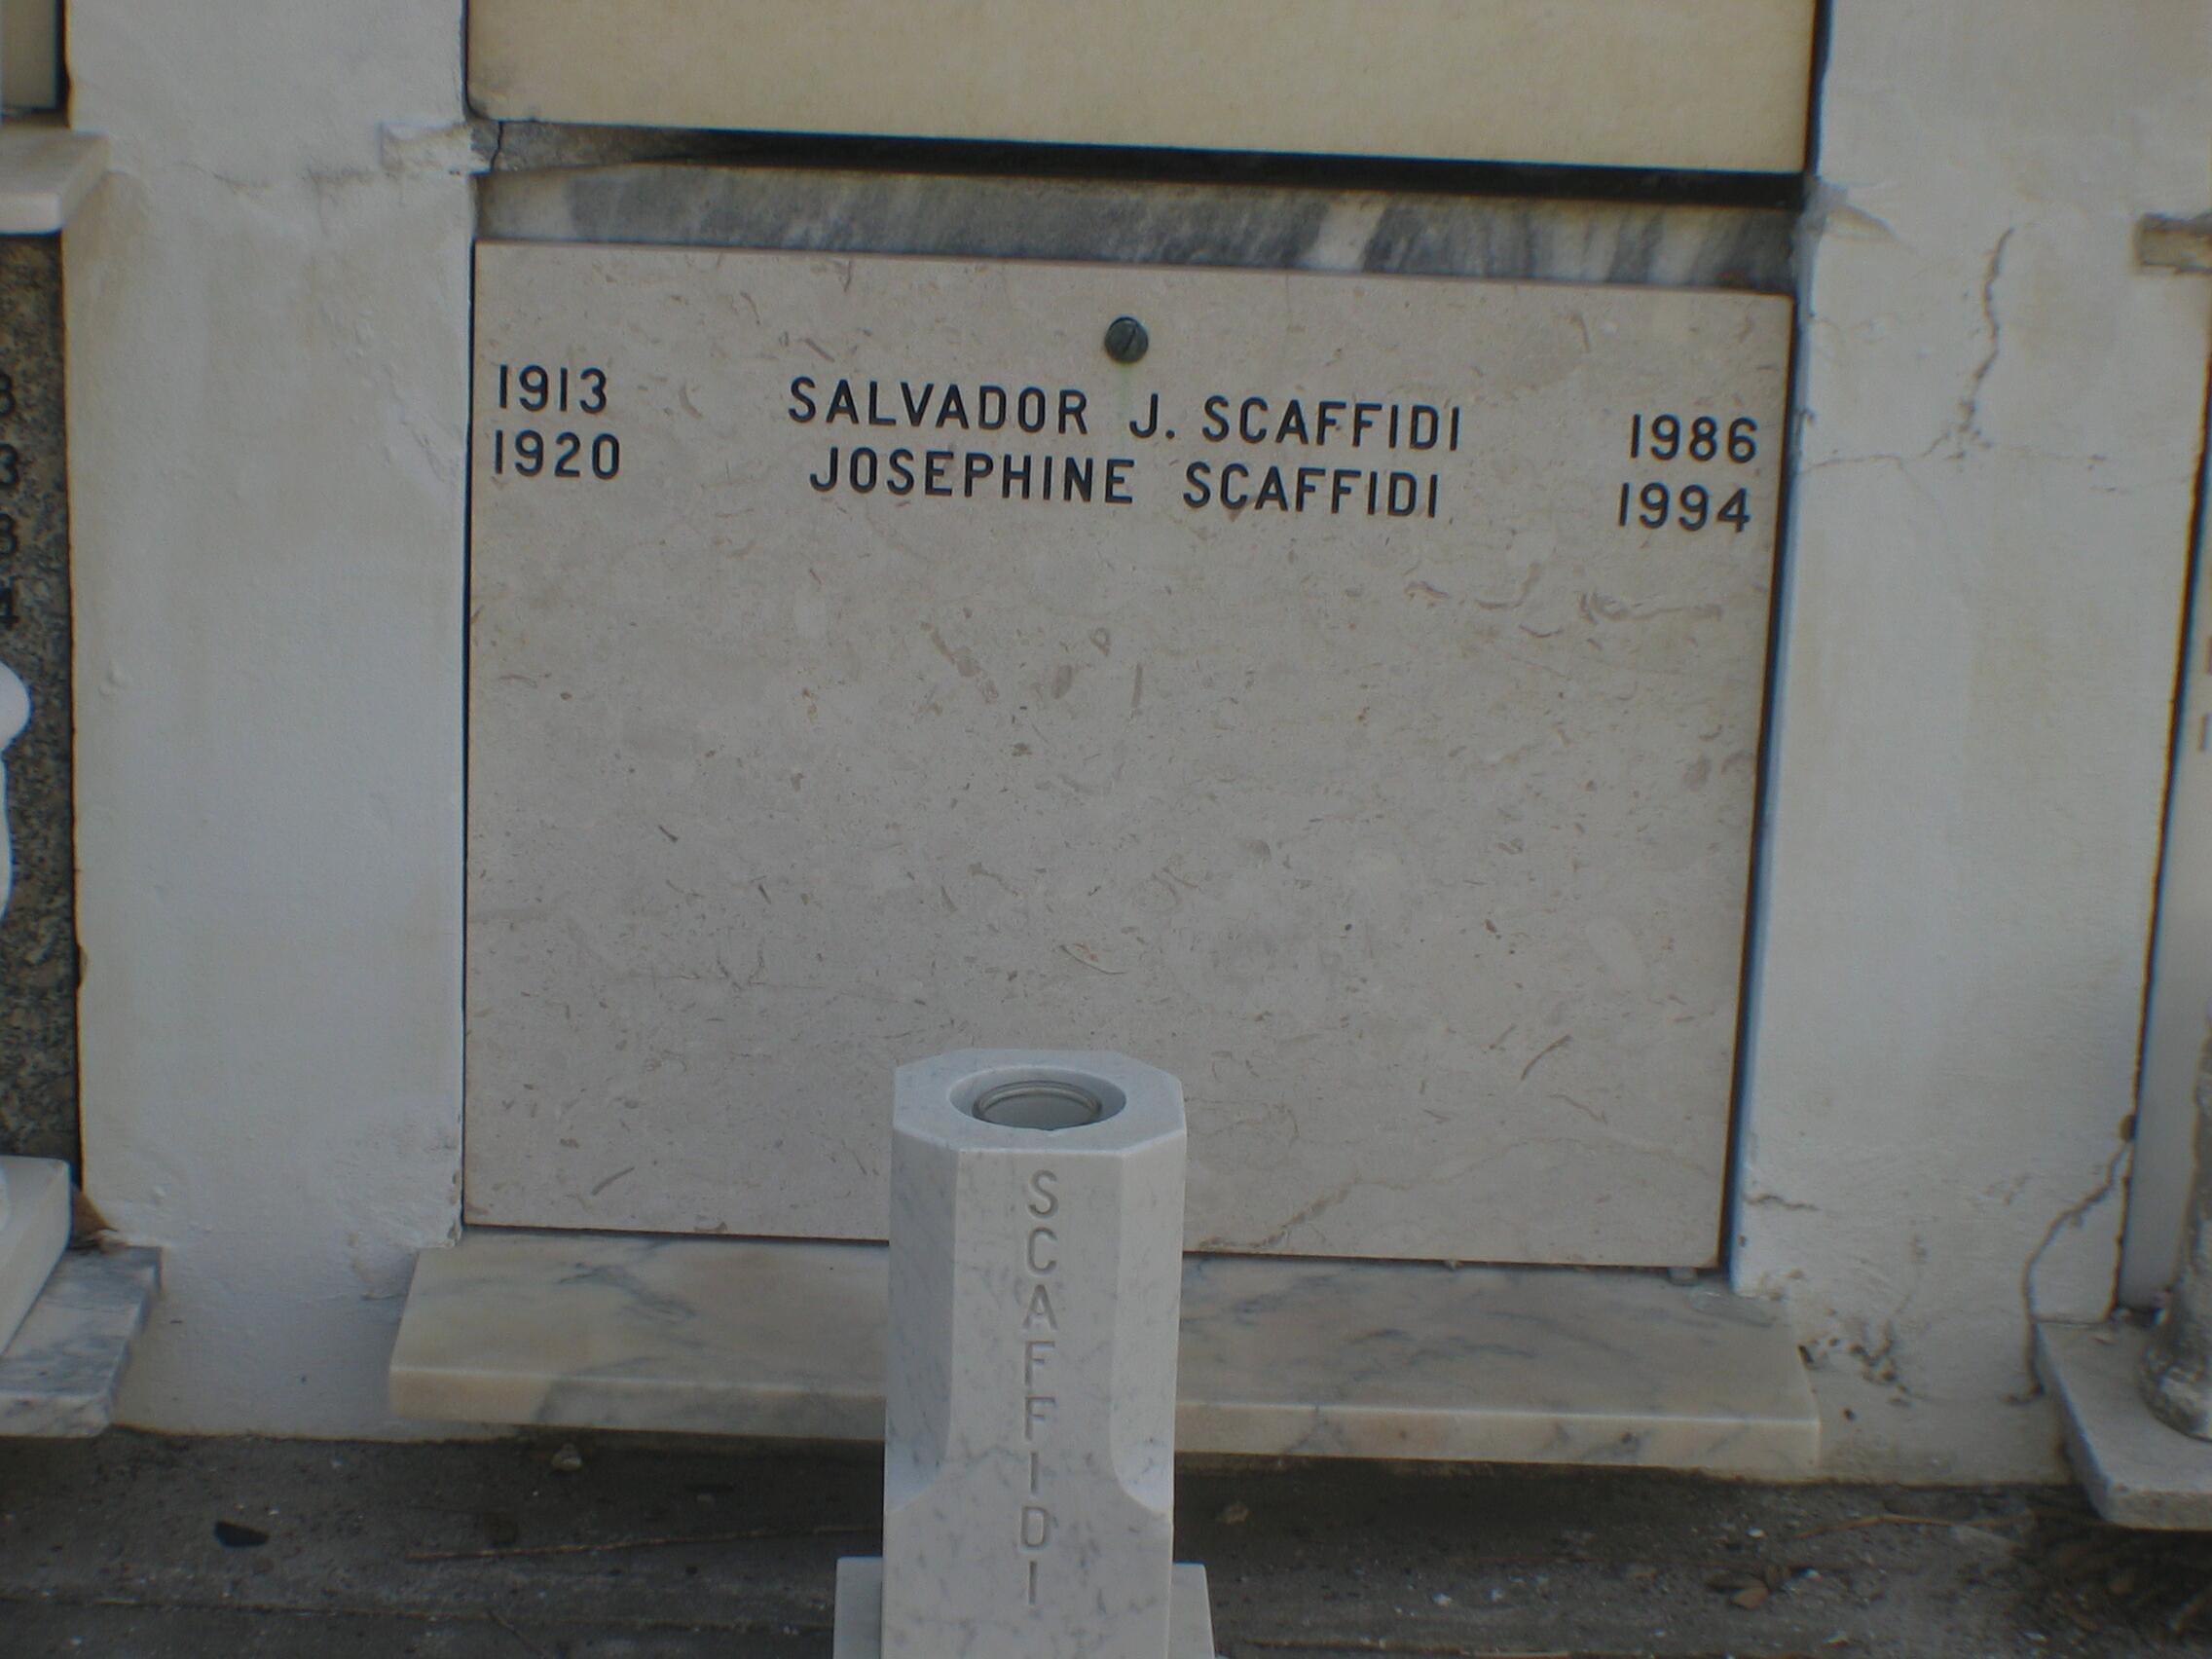 1913 SALVADOR J. SCAFFIDI 1986
1920 JOSEPHINE SCAFFIDI 1994
SCAFFIDI